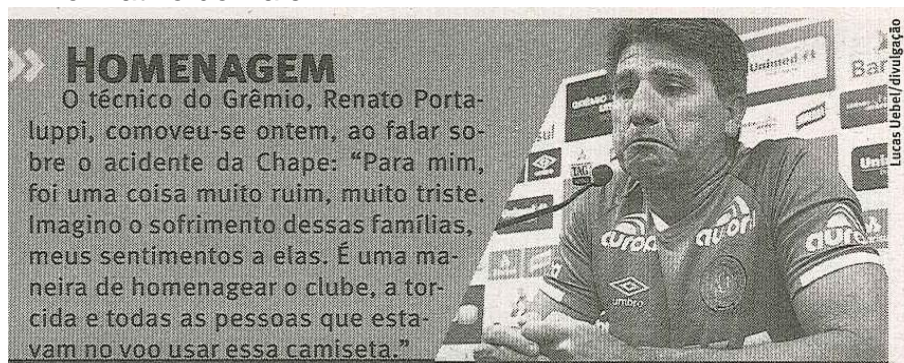 HOMENAGEM
O técnico do Grêmio, Renato Porta-
luppi, comoveu-se ontem, ao falar so-
bre o acidente da Chape: “Para mim,
foi uma coisa muito ruim, muito triste.
Imagino o sofrimento dessas famílias,
meus sentimentos a elas. É uma ma-
neira de homenagear o clube, a tor-
cida e todas as pessoas que esta-
vam no voo usar essa camiseta.”
Lucas Uebel/divulgação
Unimed
Ban
TAG
aurora
umbro